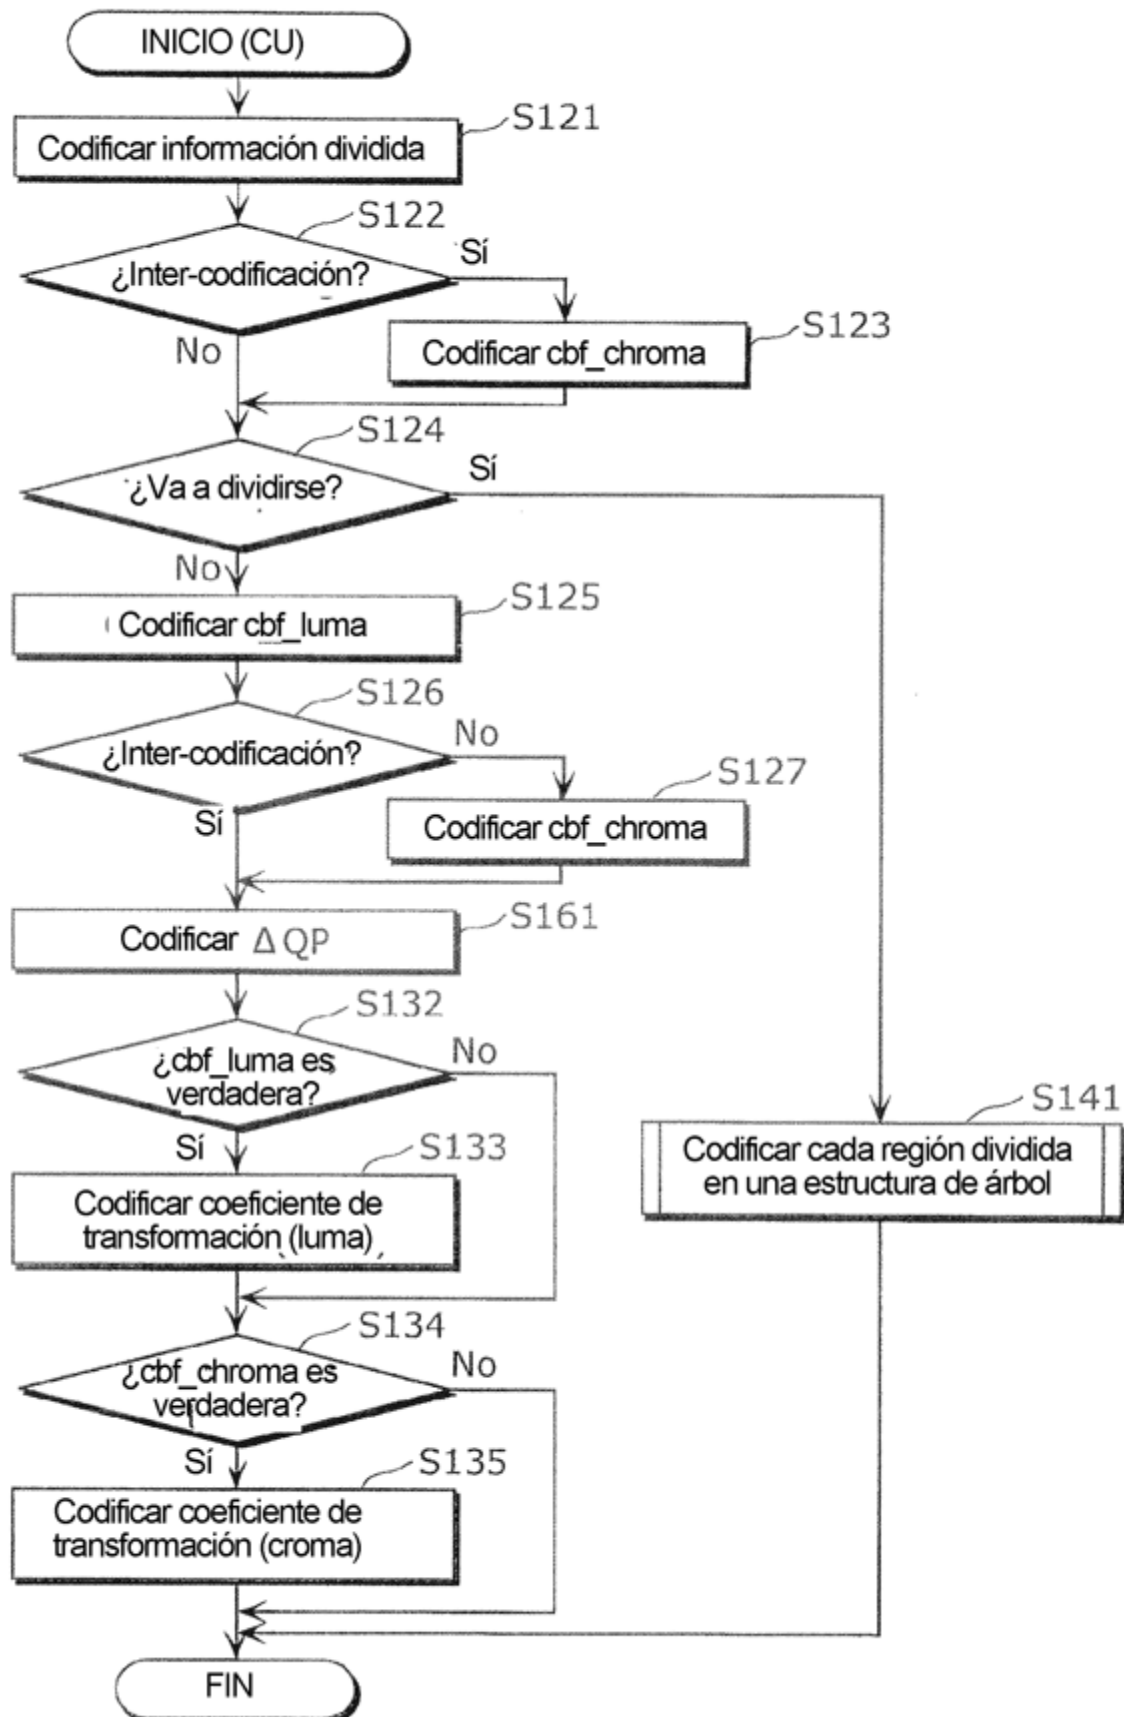 INICIO (CU)
S121
Codificar información dividida
S122
¿Inter-codificación?
Sí
No
S123
Codificar cbf_chroma
S124
¿Va a dividirse?
Sí
No
S125
Codificar cbf_luma
S126
¿Inter-codificación?
No
Sí
S127
Codificar cbf_chroma
S161
Codificar Δ QP
S132
¿cbf_luma es
verdadera?
No
Sí
S133
Codificar coeficiente de
transformación (luma)
S141
Codificar cada región dividida
en una estructura de árbol
S134
¿cbf_chroma es
verdadera?
No
Sí
S135
Codificar coeficiente de
transformación (croma)
FIN